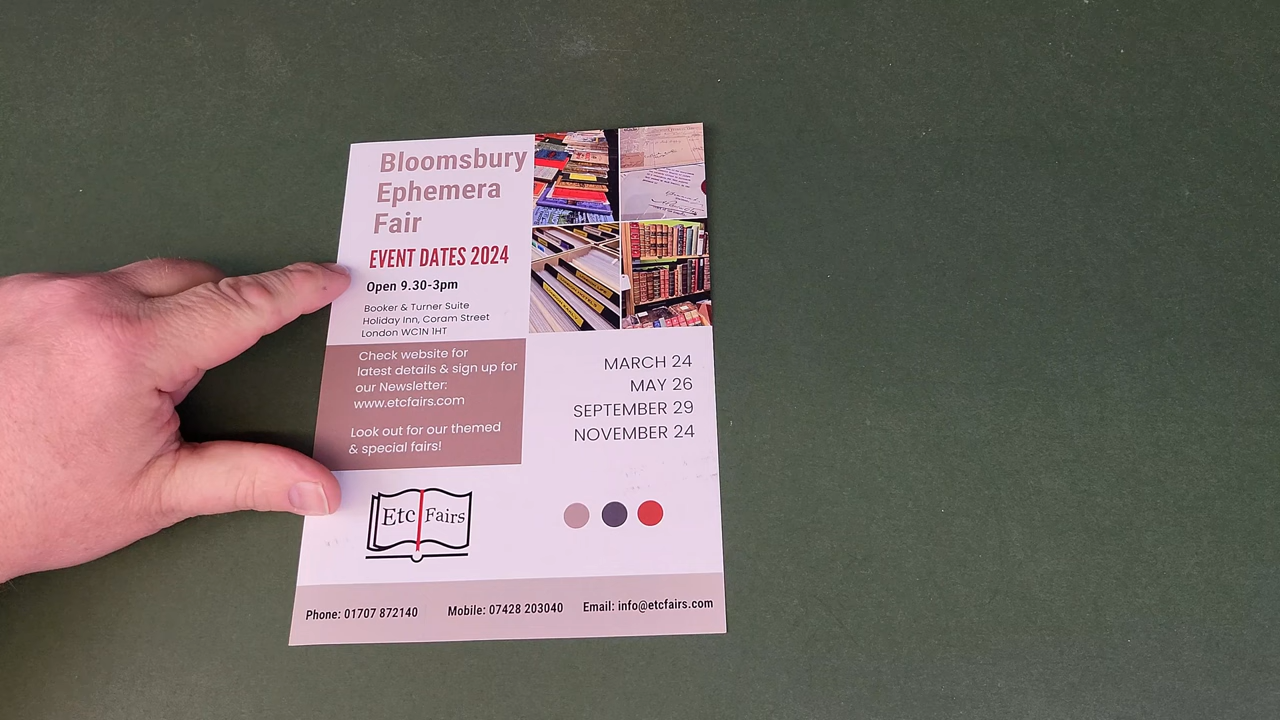 Bloomsbury
Ephemera
Fair
EVENT DATES 2024
Open 9.30-3pm
Booker & Turner Suite
Holiday Inn, Coram Street
London WC1N 1HT
Check website for
latest details & sign up for
our Newsletter:
www.etcfairs.com
Look out for our themed
& special fairs!
MARCH 24
MAY 26
SEPTEMBER 29
NOVEMBER 24
Etc Fairs
Phone: 01707 872140 Mobile: 07428 203040 Email: info@etcfairs.com